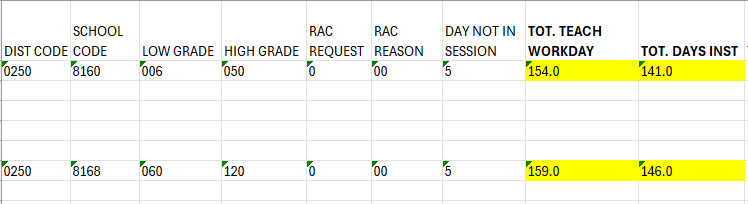 SCHOOL RAC RAC DAY NOT IN TOT. TEACH
DIST CODE CODE LOW GRADE HIGH GRADE REQUEST REASON SESSION WORKDAY TOT. DAYS INST
0250 8160 006 050 0 00 5 154.0 141.0
0250 8168 060 120 0 00 5 159.0 146.0